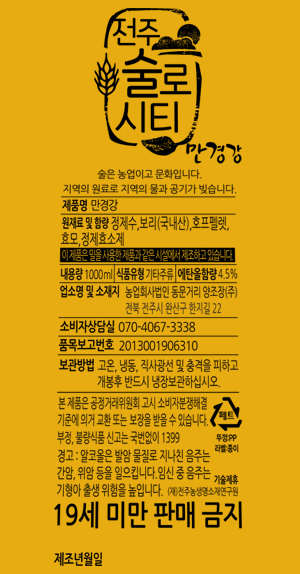 전주
술로
시티
만경강
술은 농업이고 문화입니다.
지역의 원료로 지역의 물과 공기가 빚습니다.
제품명 만경강
원재료 및 함량 정제수,보리(국내산),호프펠렛,
효모,정제효소제
이 제품은 밀을 사용한 제품과 같은 시설에서 제조하고 있습니다.
내용량 1000ml 식품유형 기타주류 에탄올함량 4.5%
업소명 및 소재지 농업회사법인 동문거리 양조장(주)
전북 전주시 완산구 한지길 22
소비자상담실 070-4067-3338
품목보고번호 2013001906310
보관방법 고온, 냉동, 직사광선 및 충격을 피하고
개봉후 반드시 냉장보관하십시오.
본 제품은 공정거래위원회 고시 소비자분쟁해결
기준에 의거 교환 또는 보장을 받을 수 있습니다.
부정, 불량식품 신고는 국번없이 1399
페트
뚜껑:PP
라벨:종이
경고 : 알코올은 발암 물질로 지나친 음주는
간암, 위암 등을 일으킵니다. 임신 중 음주는
기형아 출생 위험을 높입니다.
기술제휴
(재)전주농생명소재연구원
19세 미만 판매 금지
제조년월일